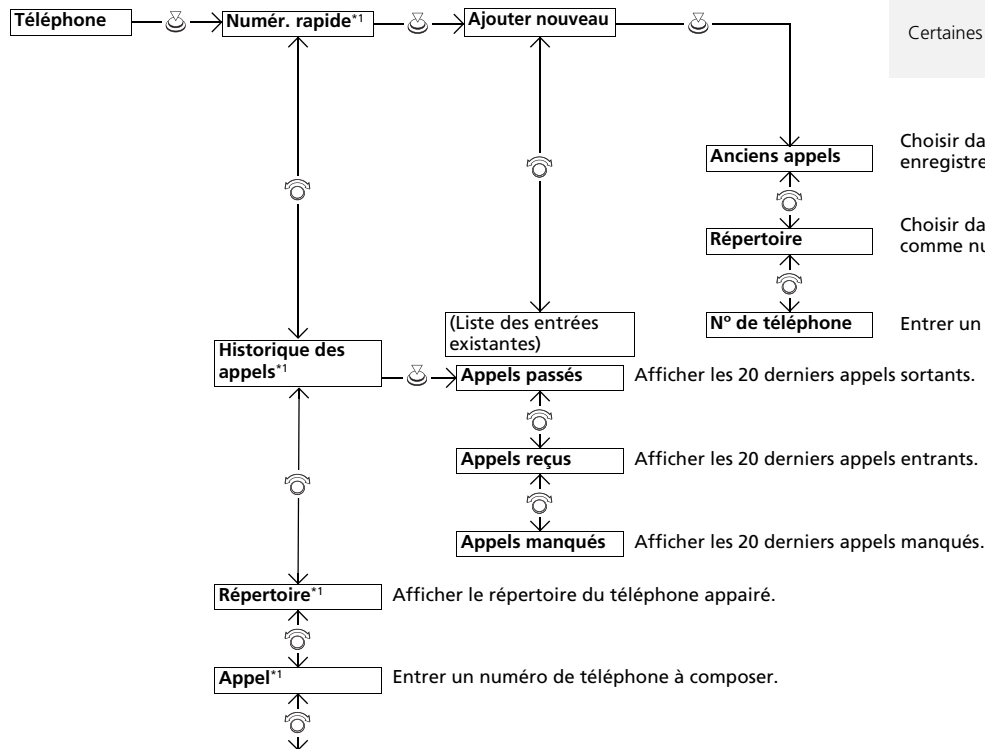 Téléphone
Numér. rapide*1
Ajouter nouveau
Certaines
Anciens appels
Choisir da
enregistre
Répertoire
Choisir da
comme nu
Nº de téléphone
Entrer un
(Liste des entrées
existantes)
Historique des
appels*1
Appels passés
Afficher les 20 derniers appels sortants.
Appels reçus
Afficher les 20 derniers appels entrants.
Appels manqués
Afficher les 20 derniers appels manqués.
Répertoire*1
Afficher le répertoire du téléphone appairé.
Appel*1
Entrer un numéro de téléphone à composer.